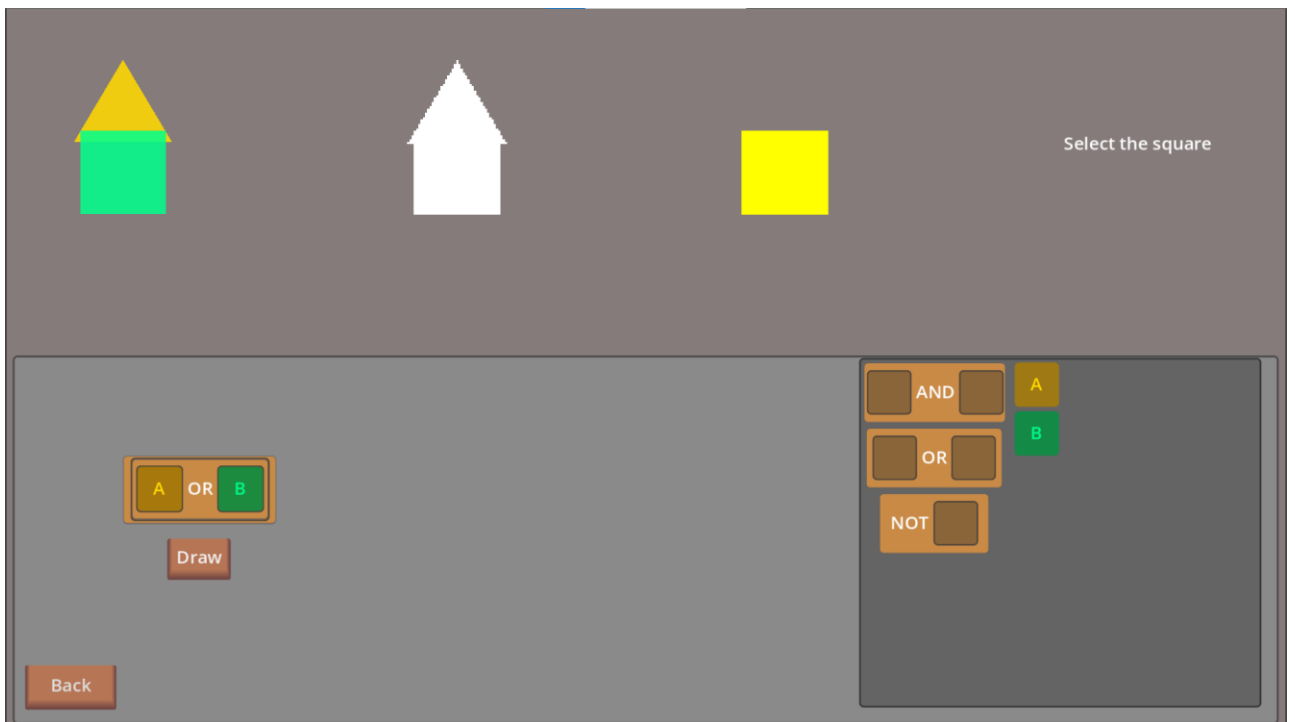 Select the square
AND
A
B
OR
NOT
A OR B
Draw
Back